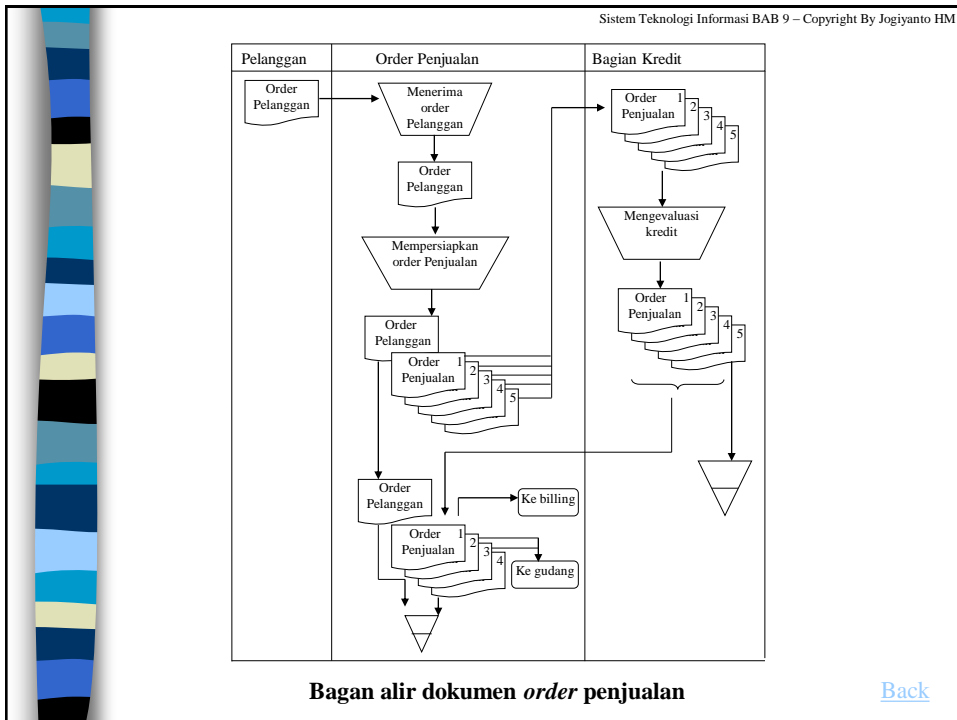 Sistem Teknologi Informasi BAB 9 – Copyright By Jogiyanto HM
Pelanggan
Order Penjualan
Bagian Kredit
Order
Pelanggan
Menerima
order
Pelanggan
Order
Pelanggan
Mempersiapkan
order Penjualan
Order
Pelanggan
Order 1
Penjualan 2
3
4
5
Order 1
Penjualan 2
3
4
5
Mengevaluasi
kredit
Order 1
Penjualan 2
3
4
5
Order
Pelanggan
Ke billing
Order 1
Penjualan 2
3
4
Ke gudang
Bagan alir dokumen order penjualan
Back